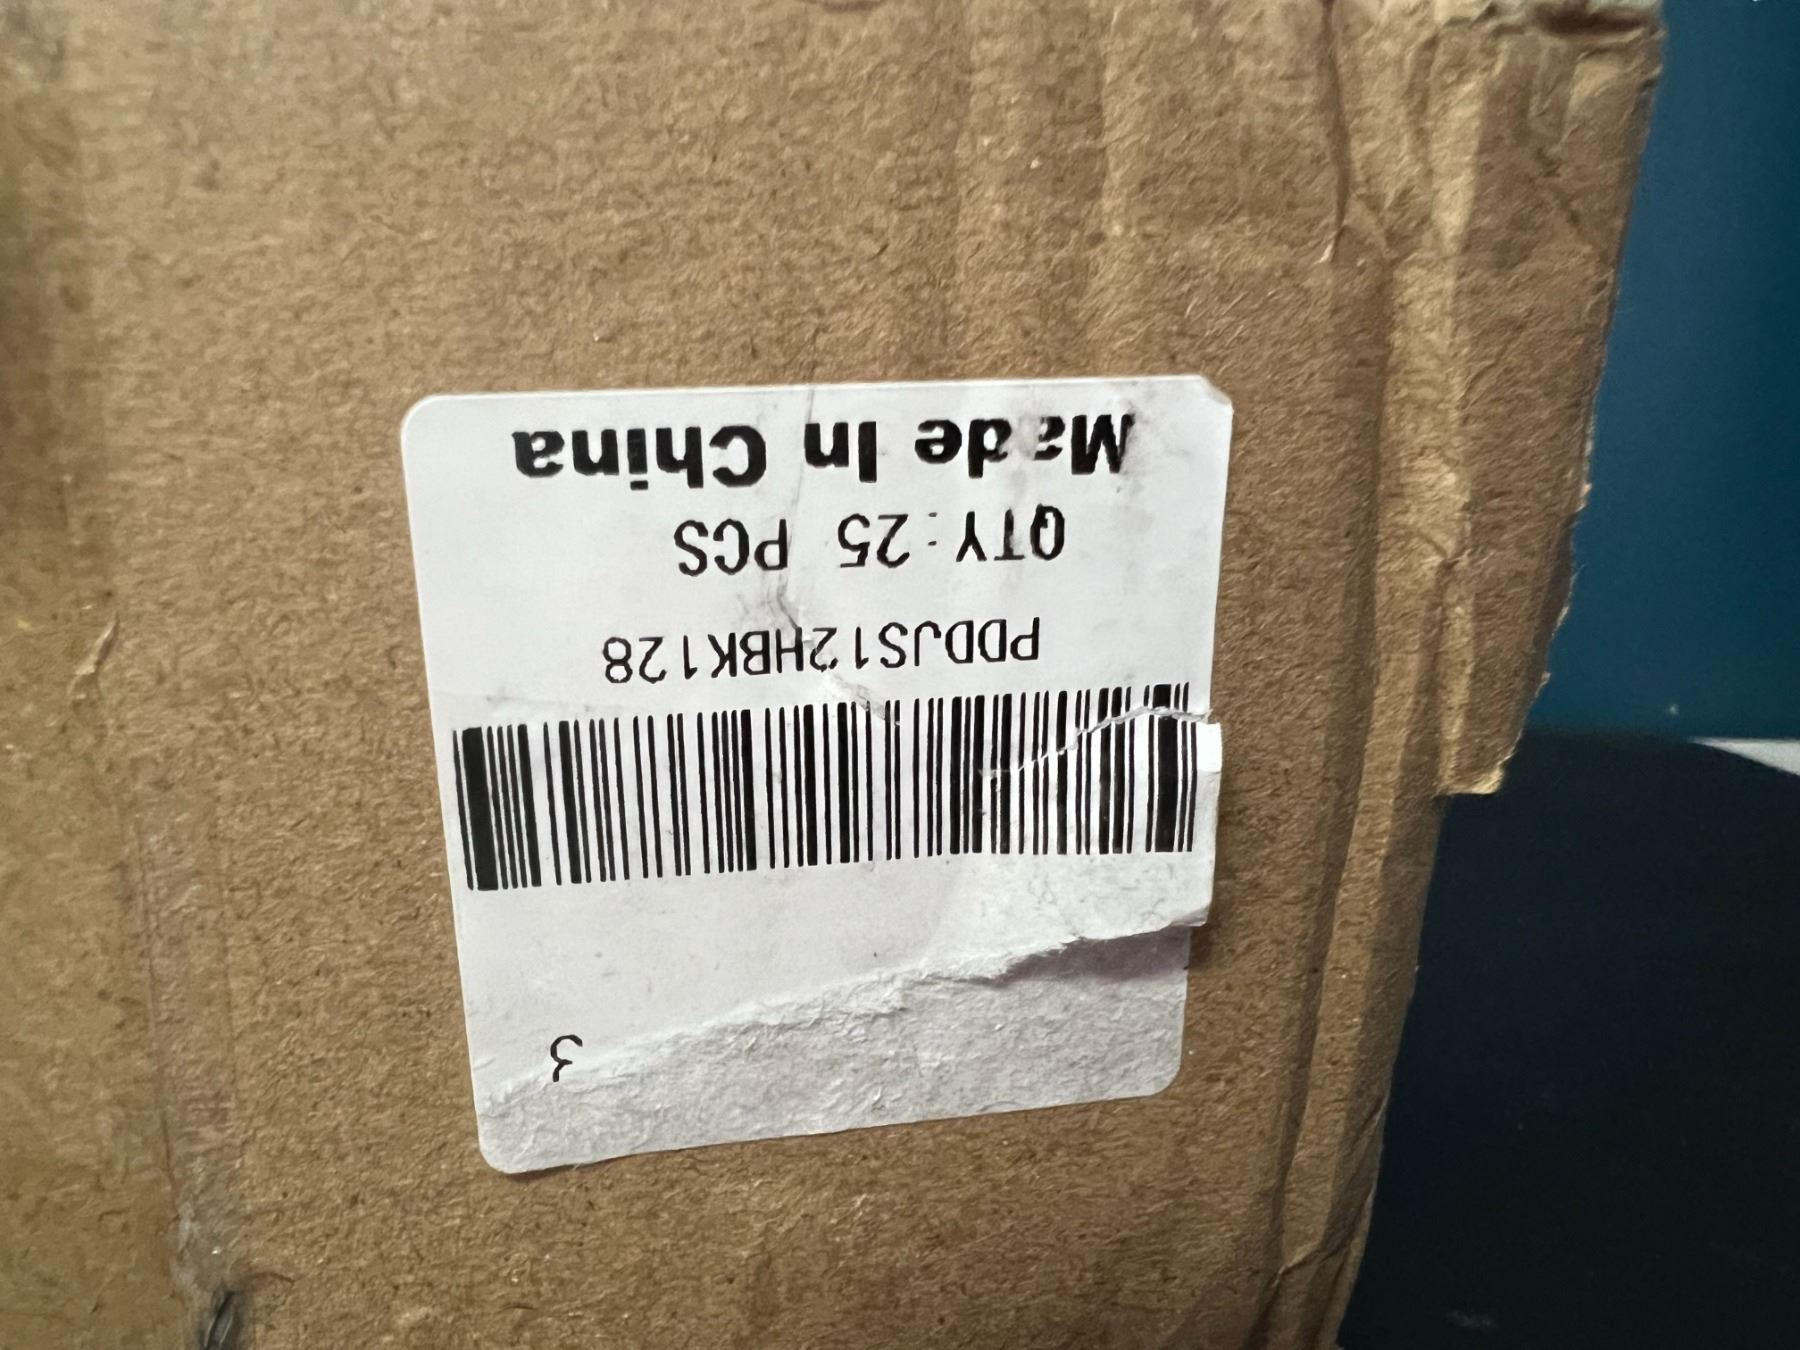 3
PDDJS12HBK128
QTY:25 PCS
Made In China